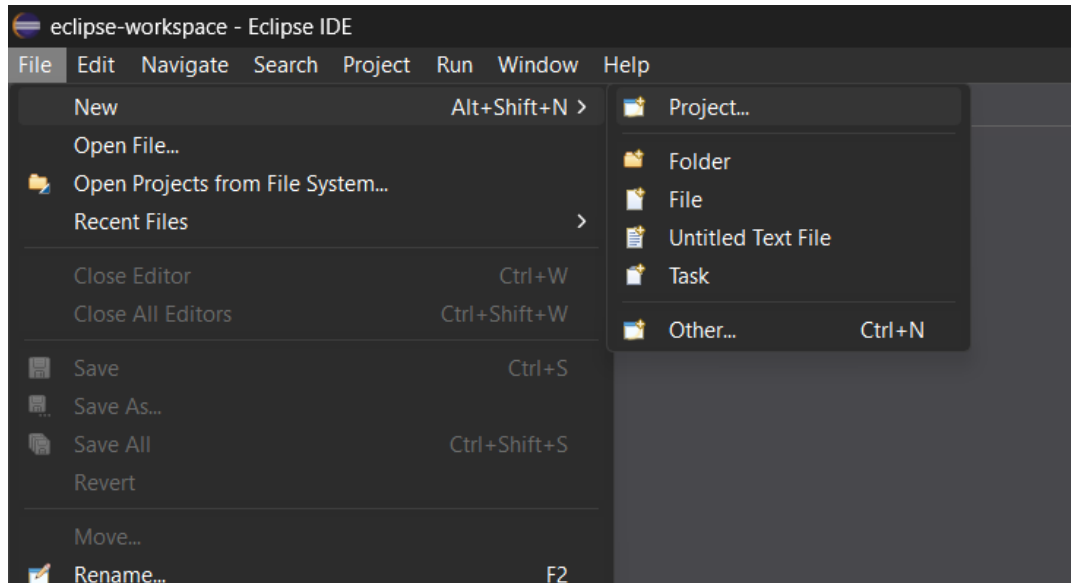 eclipse-workspace - Eclipse IDE
File Edit Navigate Search Project Run Window Help
New Alt+Shift+N >
Open File...
Open Projects from File System...
Recent Files >
Close Editor Ctrl+W
Close All Editors Ctrl+Shift+W
Save Ctrl+S
Save As...
Save All Ctrl+Shift+S
Revert
Move...
Rename... F2
Project...
Folder
File
Untitled Text File
Task
Other... Ctrl+N